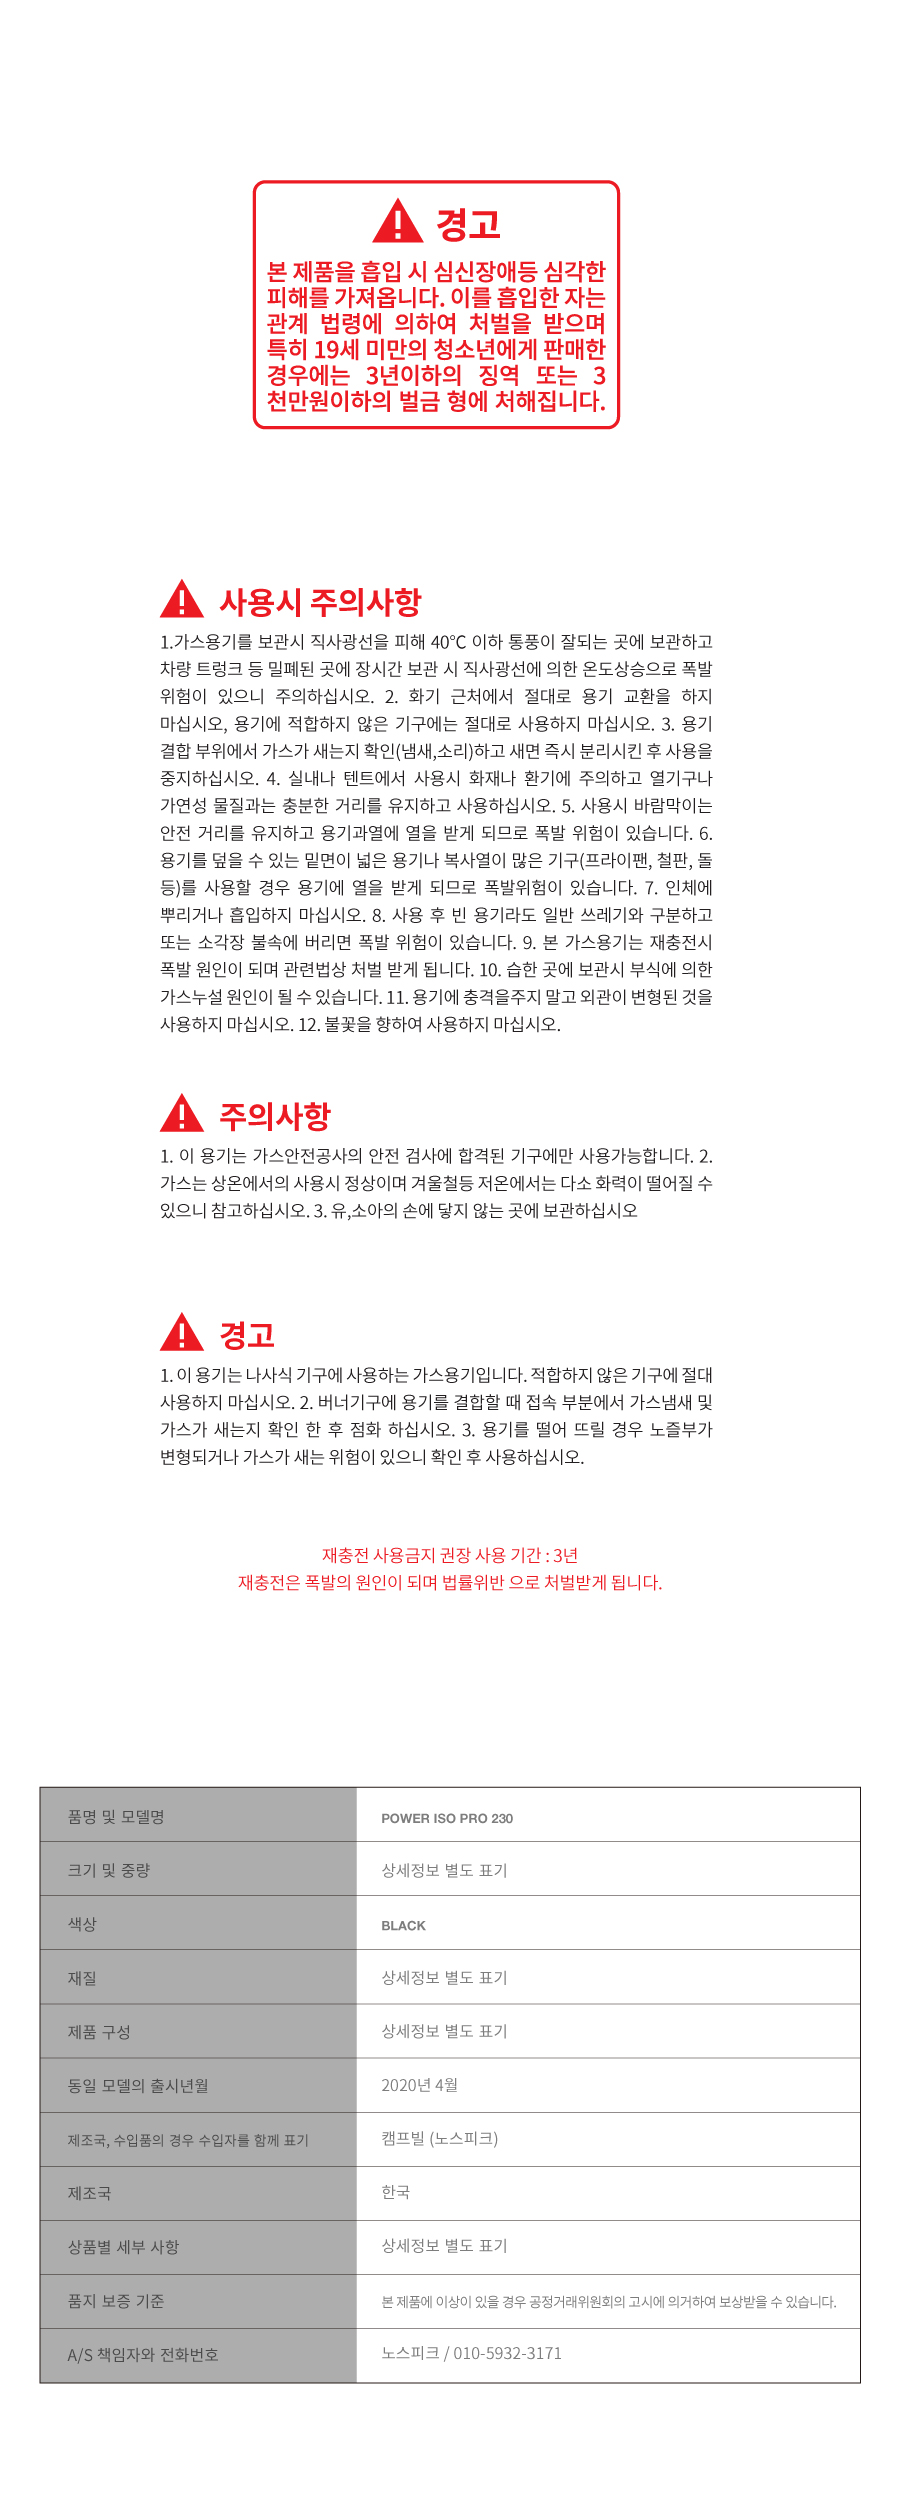 경고
본 제품을 흡입 시 심신장애등 심각한
피해를 가져옵니다. 이를 흡입한 자는
관계 법령에 의하여 처벌을 받으며
특히 19세 미만의 청소년에게 판매한
경우에는 3년이하의 징역 또는 3
천만원이하의 벌금 형에 처해집니다.
사용시 주의사항
1.가스용기를 보관시 직사광선을 피해 40℃ 이하 통풍이 잘되는 곳에 보관하고
차량 트렁크 등 밀폐된 곳에 장시간 보관 시 직사광선에 의한 온도상승으로 폭발
위험이 있으니 주의하십시오. 2. 화기 근처에서 절대로 용기 교환을 하지
마십시오, 용기에 적합하지 않은 기구에는 절대로 사용하지 마십시오. 3. 용기
결합 부위에서 가스가 새는지 확인(냄새,소리)하고 새면 즉시 분리시킨 후 사용을
중지하십시오. 4. 실내나 텐트에서 사용시 화재나 환기에 주의하고 열기구나
가연성 물질과는 충분한 거리를 유지하고 사용하십시오. 5. 사용시 바람막이는
안전 거리를 유지하고 용기과열에 열을 받게 되므로 폭발 위험이 있습니다. 6.
용기를 덮을 수 있는 밑면이 넓은 용기나 복사열이 많은 기구(프라이팬, 철판, 돌
등)를 사용할 경우 용기에 열을 받게 되므로 폭발위험이 있습니다. 7. 인체에
뿌리거나 흡입하지 마십시오. 8. 사용 후 빈 용기라도 일반 쓰레기와 구분하고
또는 소각장 불속에 버리면 폭발 위험이 있습니다. 9. 본 가스용기는 재충전시
폭발 원인이 되며 관련법상 처벌 받게 됩니다. 10. 습한 곳에 보관시 부식에 의한
가스누설 원인이 될 수 있습니다. 11. 용기에 충격을주지 말고 외관이 변형된 것을
사용하지 마십시오. 12. 불꽃을 향하여 사용하지 마십시오.
주의사항
1. 이 용기는 가스안전공사의 안전 검사에 합격된 기구에만 사용가능합니다. 2.
가스는 상온에서의 사용시 정상이며 겨울철등 저온에서는 다소 화력이 떨어질 수
있으니 참고하십시오. 3. 유,소아의 손에 닿지 않는 곳에 보관하십시오
경고
1. 이 용기는 나사식 기구에 사용하는 가스용기입니다. 적합하지 않은 기구에 절대
사용하지 마십시오. 2. 버너기구에 용기를 결합할 때 접속 부분에서 가스냄새 및
가스가 새는지 확인 한 후 점화 하십시오. 3. 용기를 떨어 뜨릴 경우 노즐부가
변형되거나 가스가 새는 위험이 있으니 확인 후 사용하십시오.
재충전 사용금지 권장 사용 기간 : 3년
재충전은 폭발의 원인이 되며 법률위반 으로 처벌받게 됩니다.
품명 및 모델명 POWER ISO PRO 230
크기 및 중량 상세정보 별도 표기
색상 BLACK
재질 상세정보 별도 표기
제품 구성 상세정보 별도 표기
동일 모델의 출시년월 2020년 4월
제조국, 수입품의 경우 수입자를 함께 표기 캠프빌 (노스피크)
제조국 한국
상품별 세부 사항 상세정보 별도 표기
품지 보증 기준 본 제품에 이상이 있을 경우 공정거래위원회의 고시에 의거하여 보상받을 수 있습니다.
A/S 책임자와 전화번호 노스피크 / 010-5932-3171